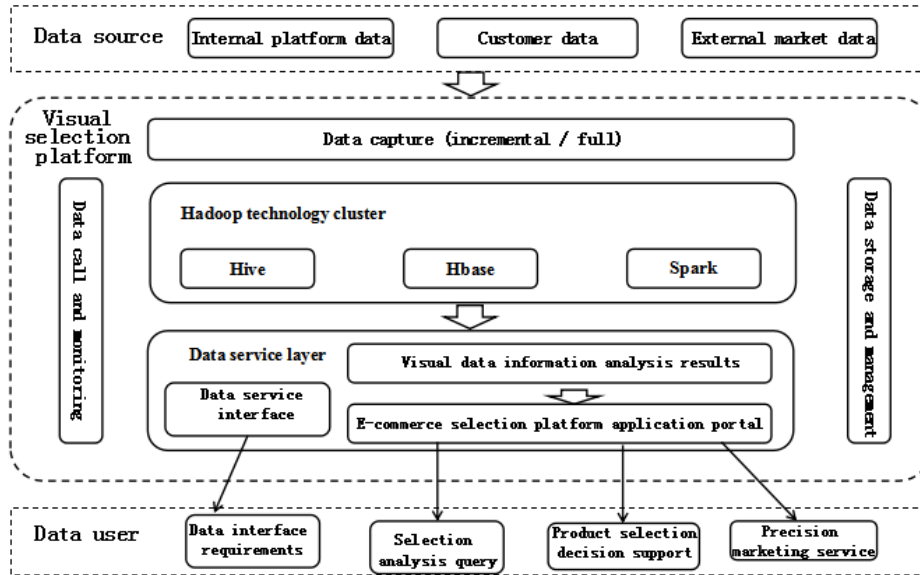 Data source
Internal platform data
Customer data
External market data
Visual
selection
platform
Data capture (incremental / full)
Data call and monitoring
Hadoop technology cluster
Hive
Hbase
Spark
Data storage and management
Data service layer
Visual data information analysis results
Data service
interface
E-commerce selection platform application portal
Data user
Data interface
requirements
Selection
analysis query
Product selection
decision support
Precision
marketing service